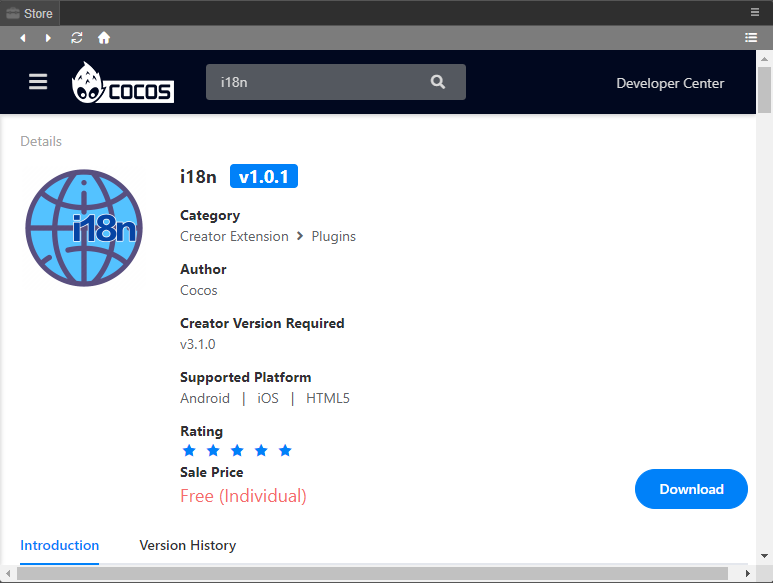 Store
COCOS
i18n
Developer Center
Details
i18n
i18n v1.0.1
Category
Creator Extension > Plugins
Author
Cocos
Creator Version Required
v3.1.0
Supported Platform
Android | iOS | HTML5
Rating
Sale Price
Free (Individual)
Download
Introduction Version History